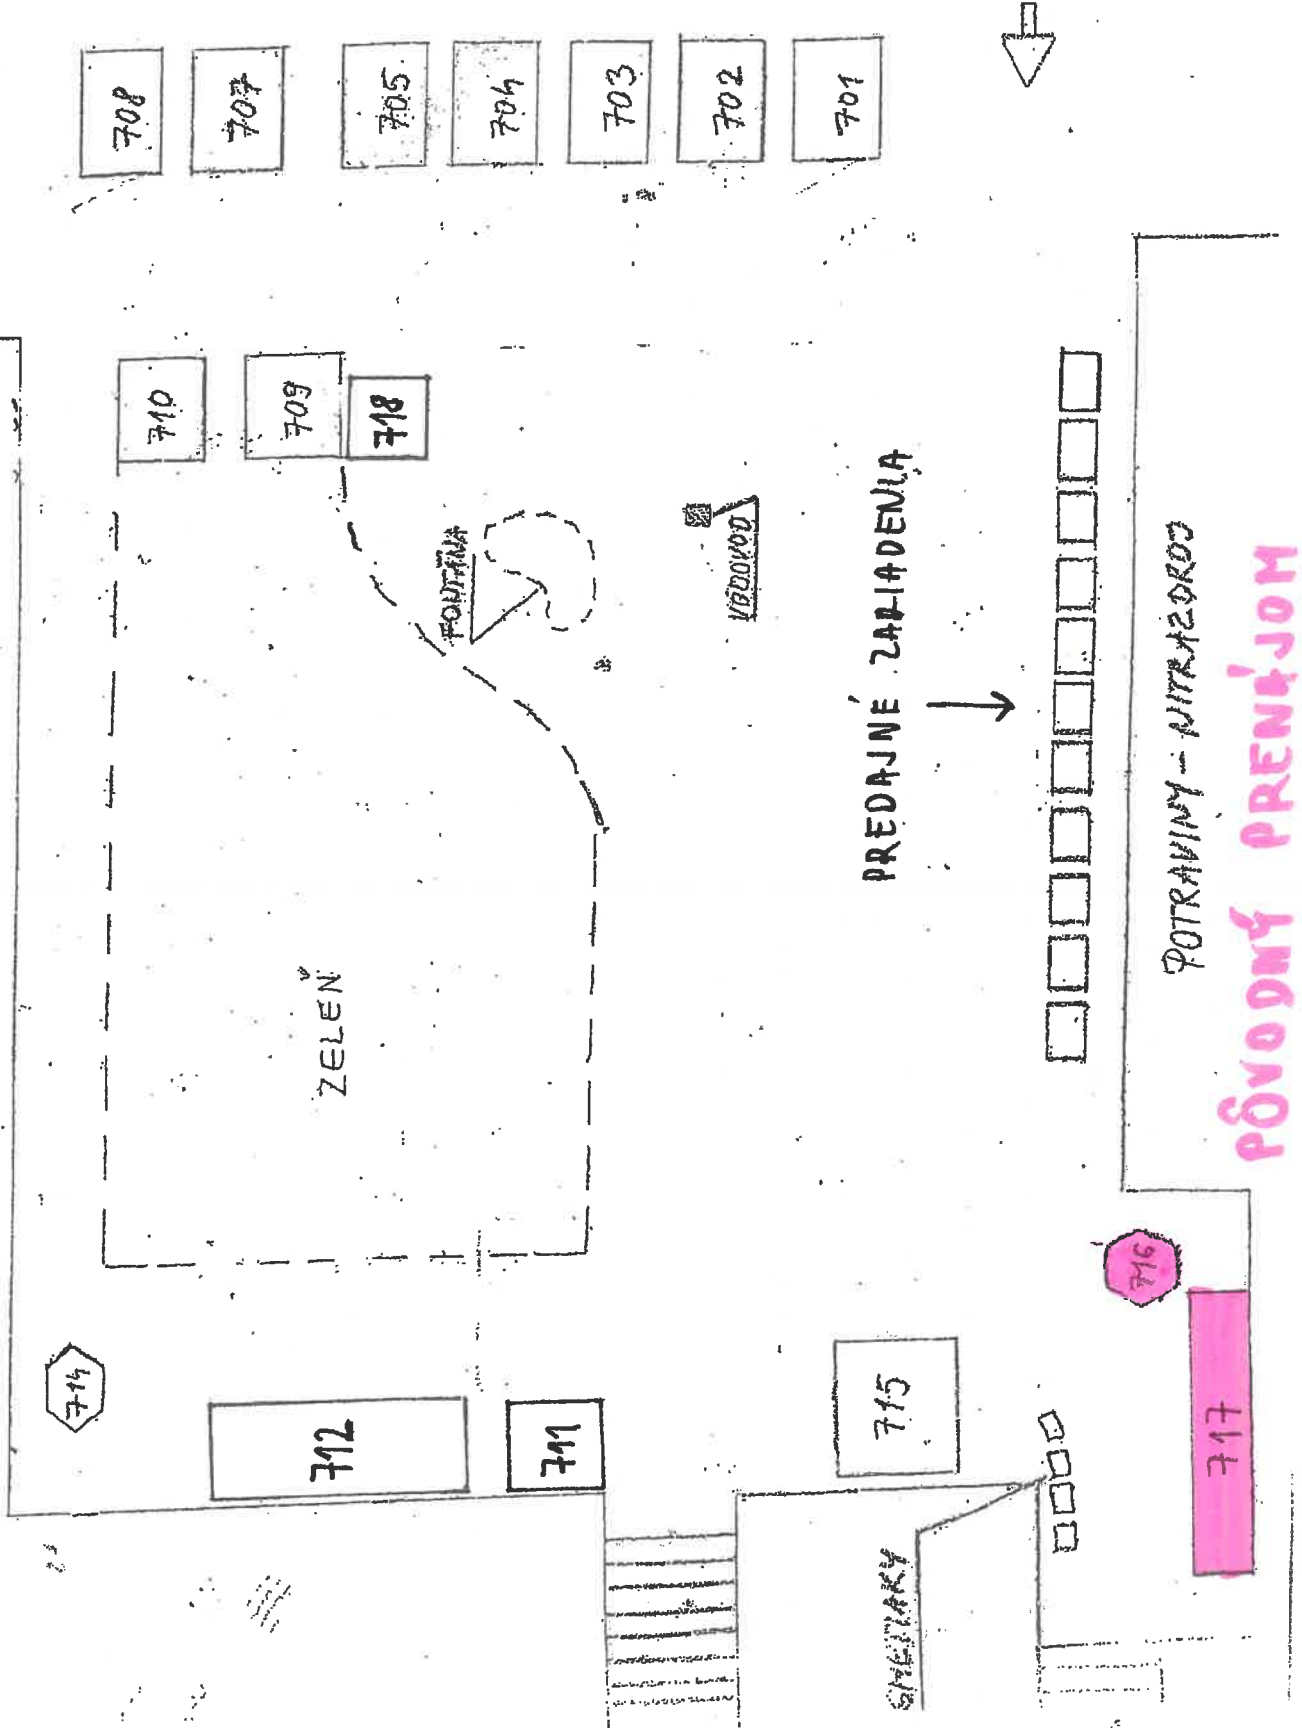 708
707
705
704
703
702
701
710
709
718
FONTÁNA
VODOVOD
PREDAJNÉ ZARIADENIA
POTRAVINY - NITRAZDROJ
PÔVODNÝ PRENÁJOM
ZELEŇ
714
712
711
715
716
717
SMETIAKY